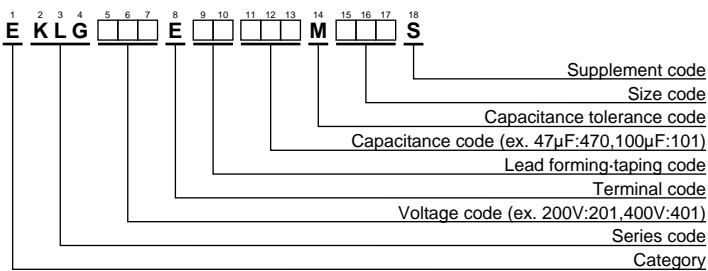 1 2 3 4 5 6 7 8 9 10 11 12 13 14 15 16 17 18
E K L G E M S
Supplement code
Size code
Capacitance tolerance code
Capacitance code (ex. 47µF:470,100µF:101)
Lead forming·taping code
Terminal code
Voltage code (ex. 200V:201,400V:401)
Series code
Category